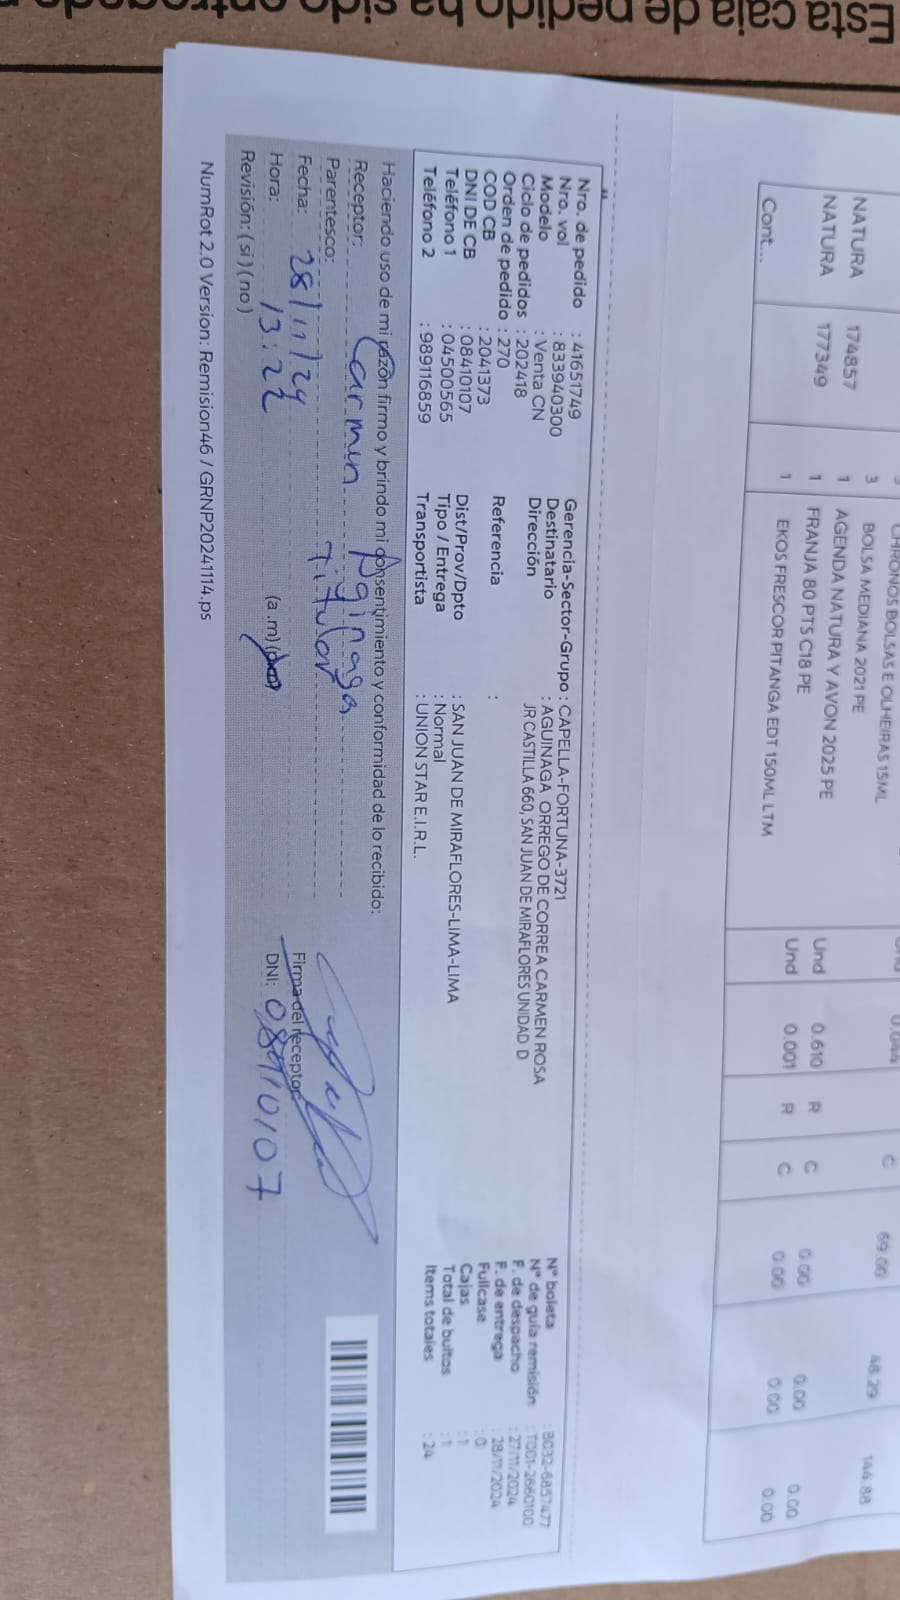 Esta caja de pedido ha sido entregada
CHRONOS BOLSAS E OLHEIRAS 15ML 69.00 48.29 144.88
3 BOLSA MEDIANA 2021 PE
NATURA 174857 1 AGENDA NATURA Y AVON 2025 PE
NATURA 177349 1 FRANJA 80 PTS C18 PE Und 0.610 R C 0.00 0.00 0.00
1 EKOS FRESCOR PITANGA EDT 150ML LTM Und 0.001 R C 0.00 0.00 0.00
Cont....
Nro. de pedido : 41651749
Nro. vol : 833940300
Modelo : Venta CN
Ciclo de pedidos : 202418
Orden de pedido : 270
COD CB : 2041373
DNI DE CB : 08410107
Teléfono 1 : 04500565
Teléfono 2 : 989116859
Gerencia-Sector-Grupo : CAPELLA-FORTUNA-3721
Destinatario : AGUINAGA ORREGO DE CORREA CARMEN ROSA
Dirección JR CASTILLA 660, SAN JUAN DE MIRAFLORES UNIDAD D
Referencia :
Dist/Prov/Dpto : SAN JUAN DE MIRAFLORES-LIMA-LIMA
Tipo / Entrega : Normal
Transportista : UNION STAR E.I.R.L.
N° boleta : B032-6857477
N° de guía remisión : T001-2660100
F. de despacho : 27/11/2024
F. de entrega : 28/11/2024
Fullcase : 0
Cajas : 1
Total de bultos : 1
Items totales : 24
Haciendo uso de mi razón firmo y brindo mi consentimiento y conformidad de lo recibido:
Receptor: Carmen Aginaga
Parentesco: Titular
Fecha: 28/11/24
Hora: 13:22 (a .m)
Revisión: ( si ) ( no )
Firma del receptor
DNI: 08410107
NumRot 2.0 Version: Remision46 / GRNP20241114.ps